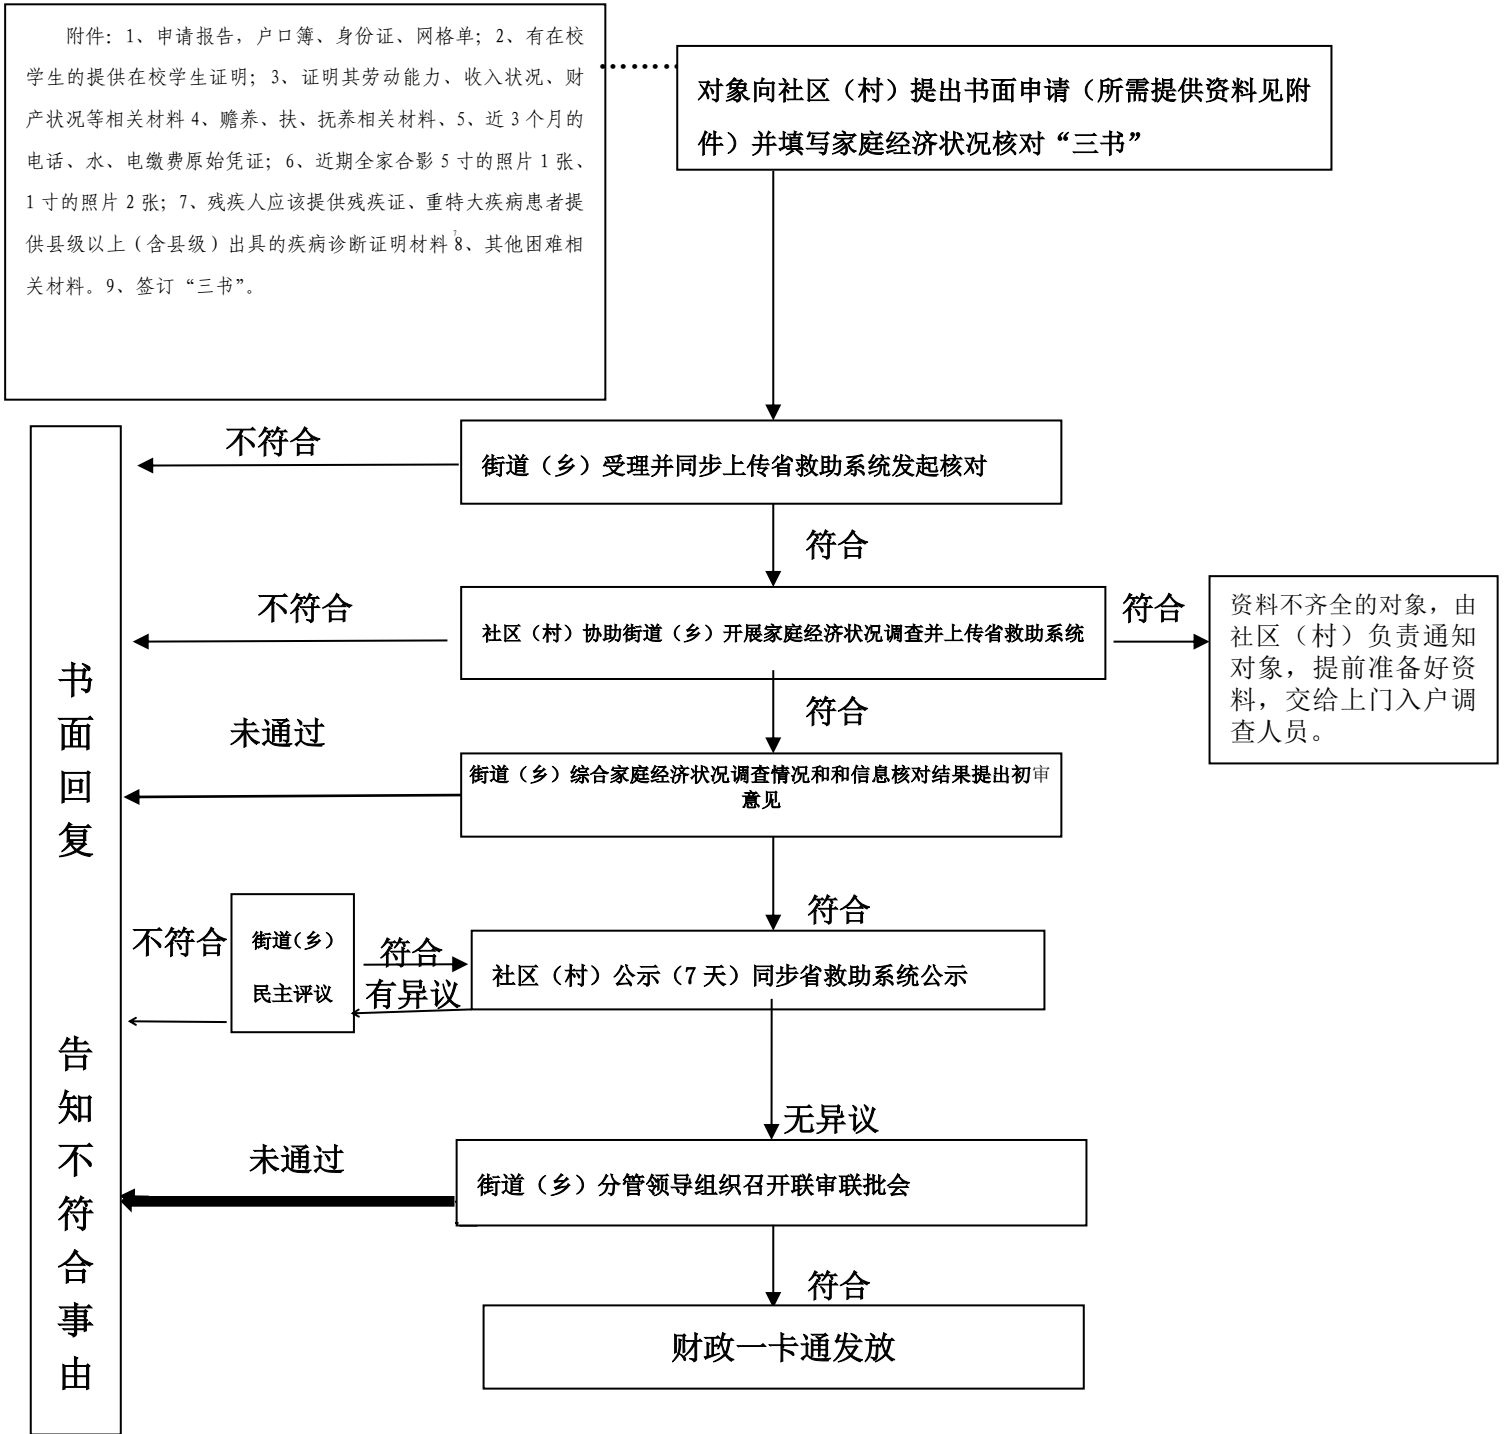 附件：1、申请报告，户口簿、身份证、网格单；2、有在校
学生的提供在校学生证明；3、证明其劳动能力、收入状况、财
产状况等相关材料 4、赡养、扶、抚养相关材料、5、近 3 个月的
电话、水、电缴费原始凭证；6、近期全家合影 5 寸的照片 1 张、
1 寸的照片 2 张；7、残疾人应该提供残疾证、重特大疾病患者提
供县级以上（含县级）出具的疾病诊断证明材料 78、其他困难相
关材料。9、签订“三书”。
对象向社区（村）提出书面申请（所需提供资料见附
件）并填写家庭经济状况核对“三书”
不符合
街道（乡）受理并同步上传省救助系统发起核对
符合
不符合
社区（村）协助街道（乡）开展家庭经济状况调查并上传省救助系统
符合
资料不齐全的对象，由
社区（村）负责通知
对象，提前准备好资
料，交给上门入户调
查人员。
符合
未通过
街道（乡）综合家庭经济状况调查情况和和信息核对结果提出初审
意见
符合
不符合
街道（乡）
民主评议
符合
有异议
社区（村）公示（7 天）同步省救助系统公示
无异议
未通过
街道（乡）分管领导组织召开联审联批会
符合
财政一卡通发放
书
面
回
复
告
知
不
符
合
事
由